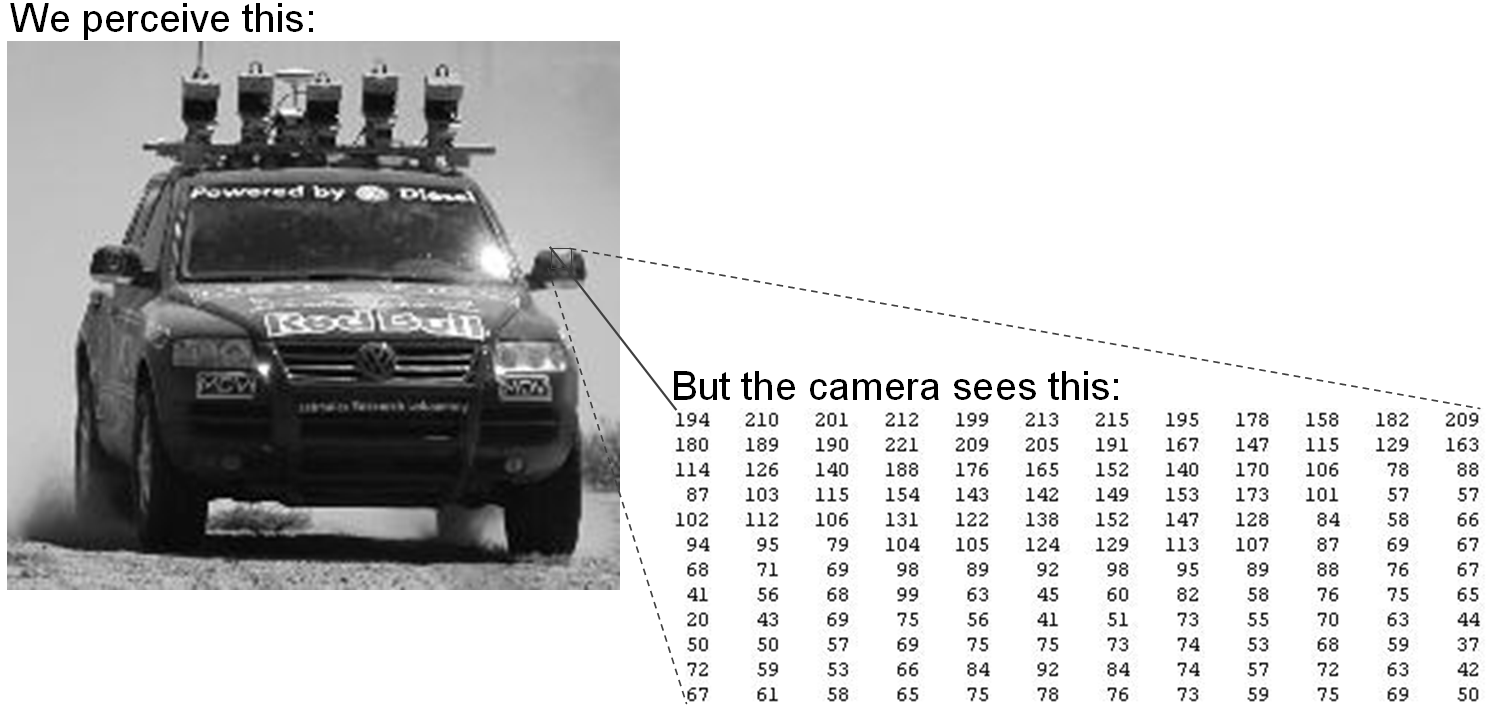 We perceive this:
Powered by Diesel
Red Bull
But the camera sees this:
194 210 201 212 199 213 215 195 178 158 182 209
180 189 190 221 209 205 191 167 147 115 129 163
114 126 140 188 176 165 152 140 170 106 78 88
87 103 115 154 143 142 149 153 173 101 57 57
102 112 106 131 122 138 152 147 128 84 58 66
94 95 79 104 105 124 129 113 107 87 69 67
68 71 69 98 89 92 98 95 89 88 76 67
41 56 68 99 63 45 60 82 58 76 75 65
20 43 69 75 56 41 51 73 55 70 63 44
50 50 57 69 75 75 73 74 53 68 59 37
72 59 53 66 84 92 84 74 57 72 63 42
67 61 58 65 75 78 76 73 59 75 69 50